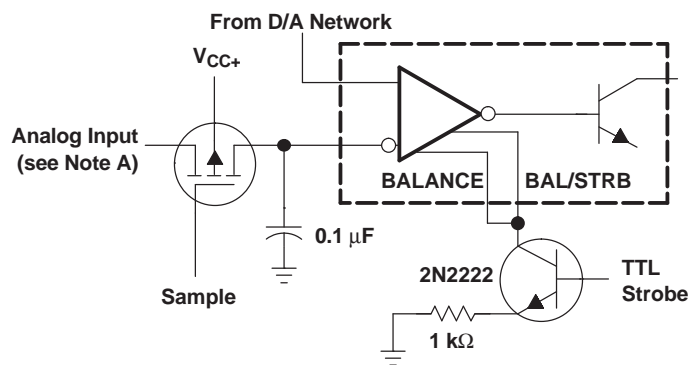 From D/A Network
VCC+
Analog Input
(see Note A)
BALANCE
BAL/STRB
0.1 μF
2N2222
TTL
Strobe
Sample
1 kΩ